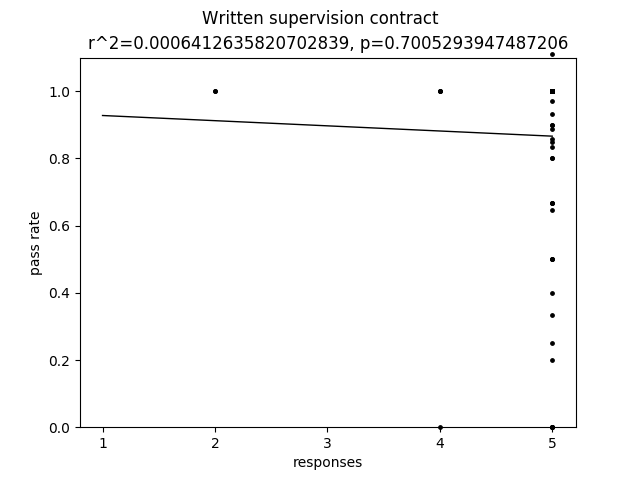 Written supervision contract
r^2=0.0006412635820702839, p=0.7005293947487206
1.0
0.8
0.6
0.4
0.2
0.0
pass rate
1 2 3 4 5
responses